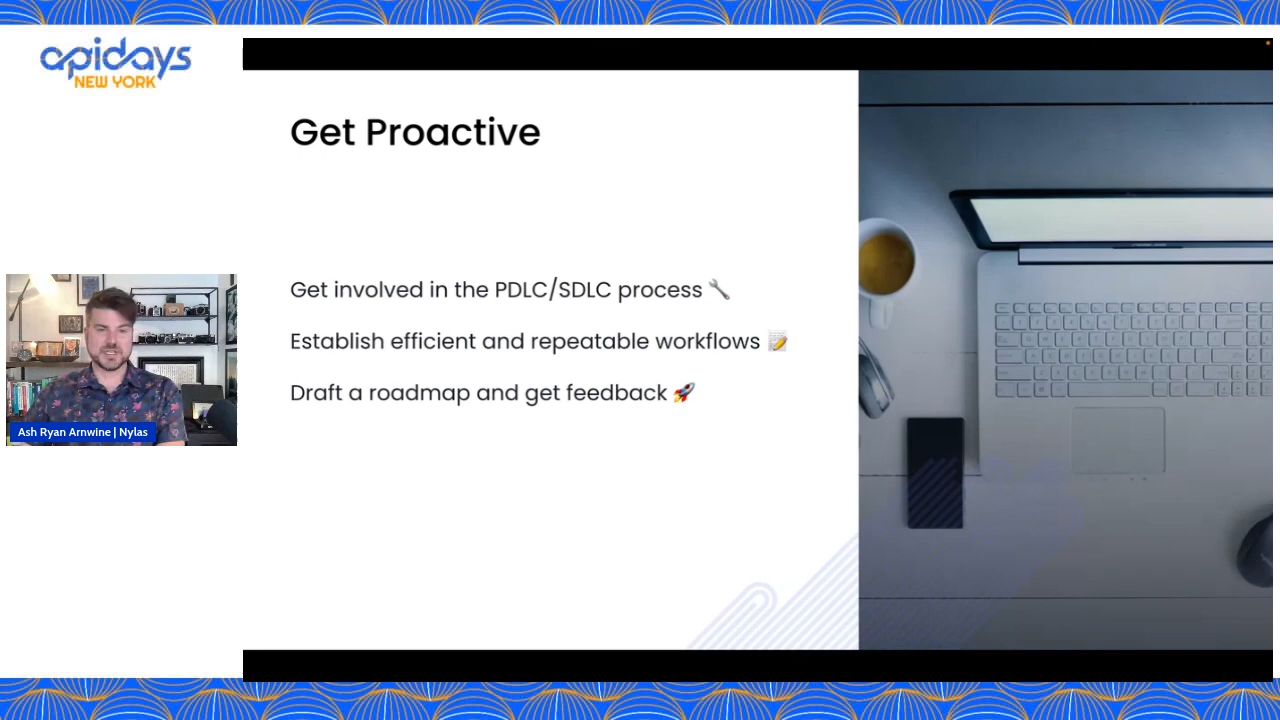 apidays
NEW YORK
Get Proactive
Get involved in the PDLC/SDLC process 🔧
Establish efficient and repeatable workflows 📝
Draft a roadmap and get feedback 🚀
Ash Ryan Arnwine | Nylas